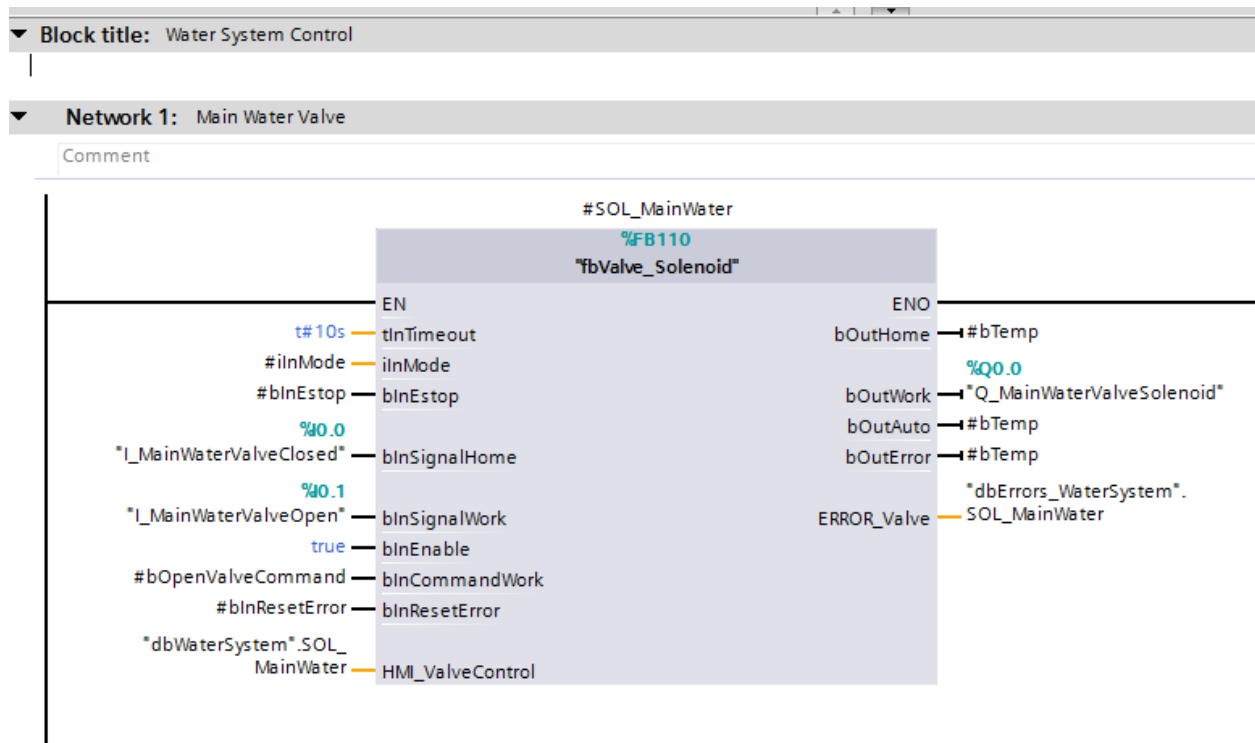 Block title: Water System Control
Network 1: Main Water Valve
Comment
#SOL_MainWater
%FB110
"fbValve_Solenoid"
EN ENO
t#10s tInTimeout bOutHome #bTemp
#iInMode iInMode %Q0.0
#bInEstop bInEstop bOutWork "Q_MainWaterValveSolenoid"
%I0.0 bOutAuto #bTemp
"I_MainWaterValveClosed" bInSignalHome bOutError #bTemp
%I0.1 "dbErrors_WaterSystem".
"I_MainWaterValveOpen" bInSignalWork ERROR_Valve SOL_MainWater
true bInEnable
#bOpenValveCommand bInCommandWork
#bInResetError bInResetError
"dbWaterSystem".SOL_
MainWater HMI_ValveControl